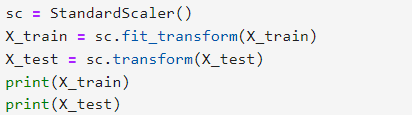 sc = StandardScaler()
X_train = sc.fit_transform(X_train)
X_test = sc.transform(X_test)
print(X_train)
print(X_test)